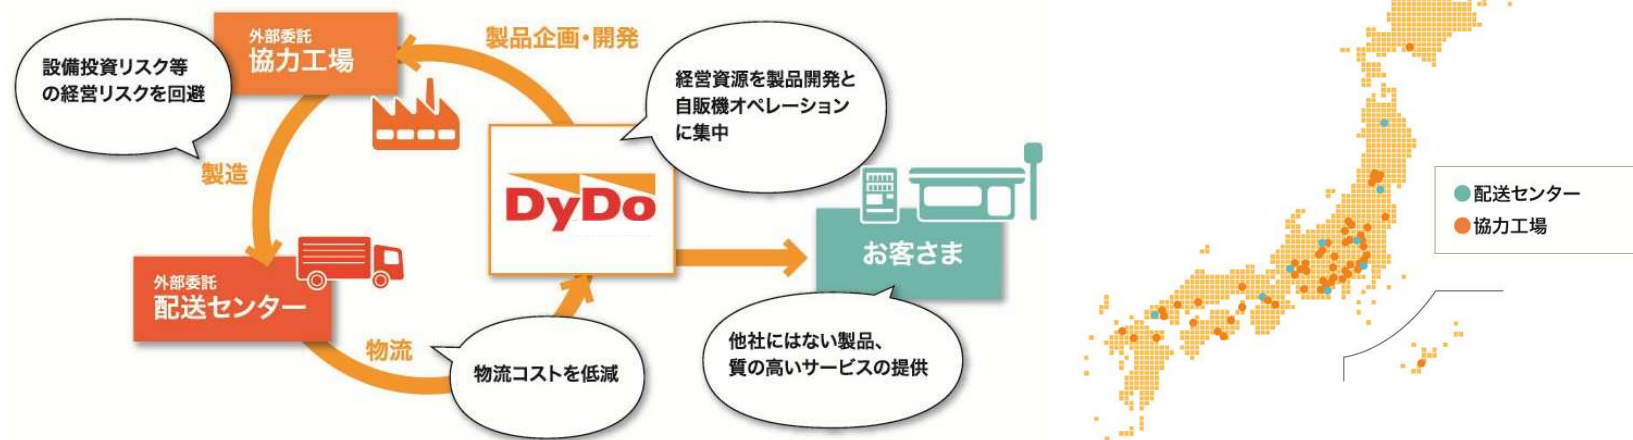 外部委託
協力工場
製品企画・開発
設備投資リスク等
の経営リスクを回避
経営資源を製品開発と
自販機オペレーション
に集中
製造
DyDo
お客さま
外部委託
配送センター
物流
物流コストを低減
他社にはない製品、
質の高いサービスの提供
配送センター
協力工場